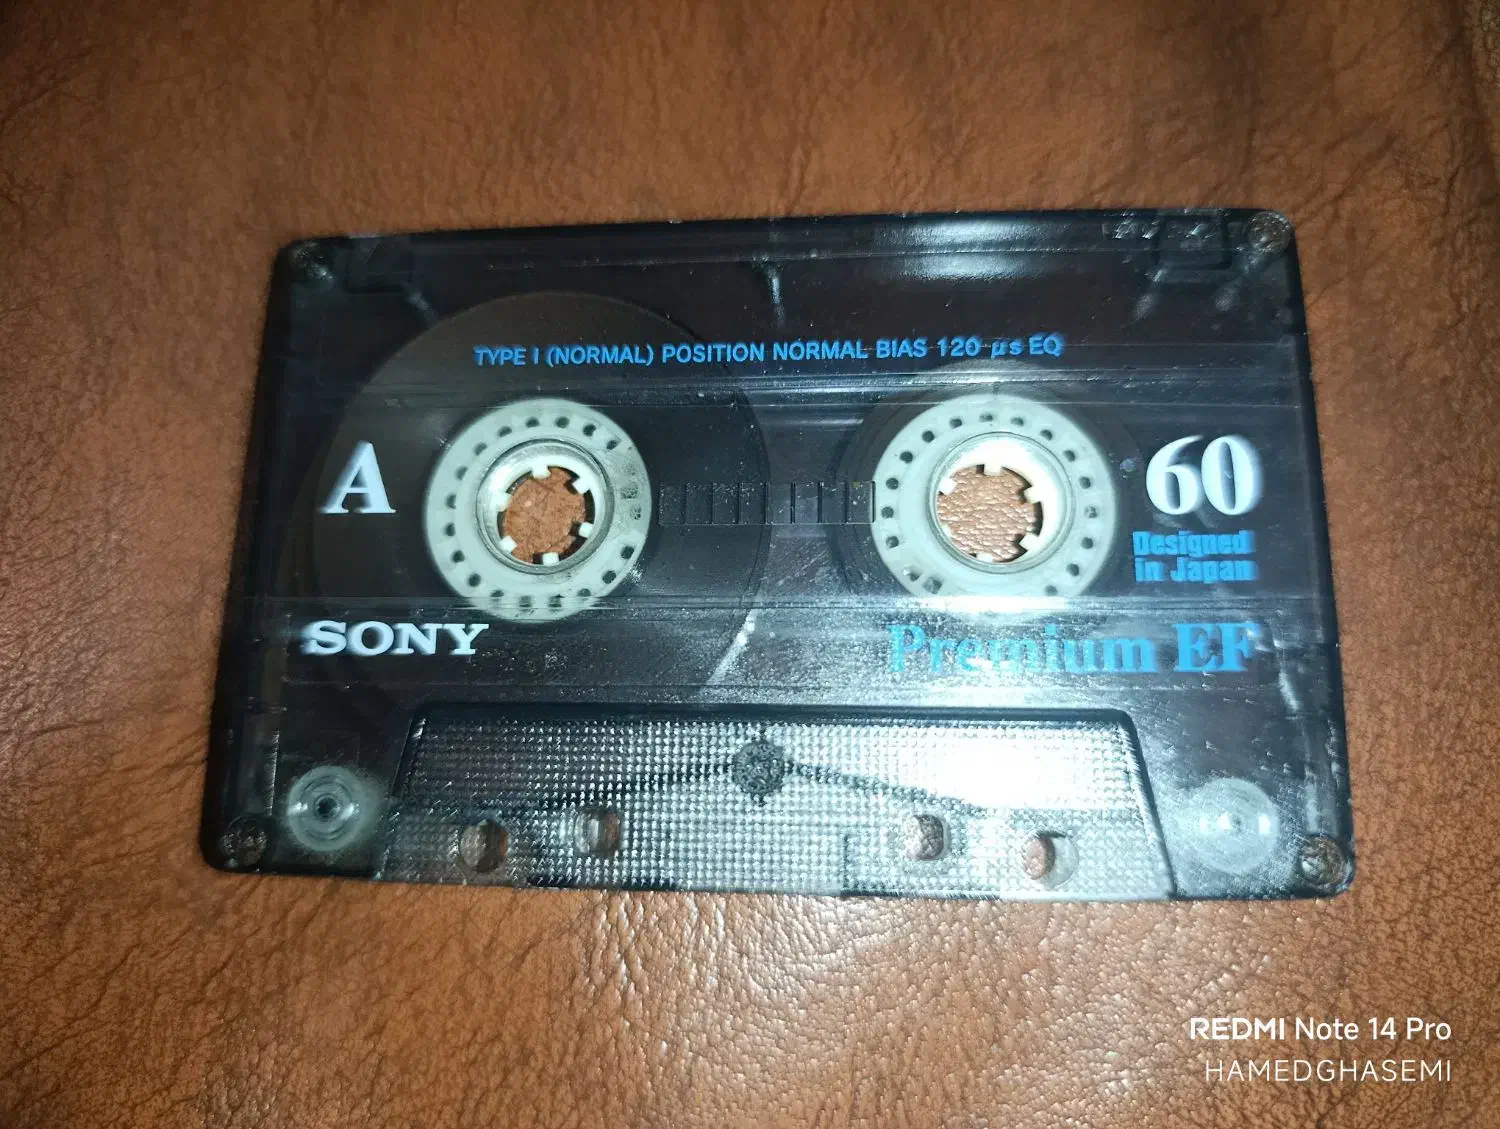 TYPE I (NORMAL) POSITION NORMAL BIAS 120 µs EQ
A
60
Designed
in Japan
SONY
Premium EF
REDMI Note 14 Pro
HAMEDGHASEMI